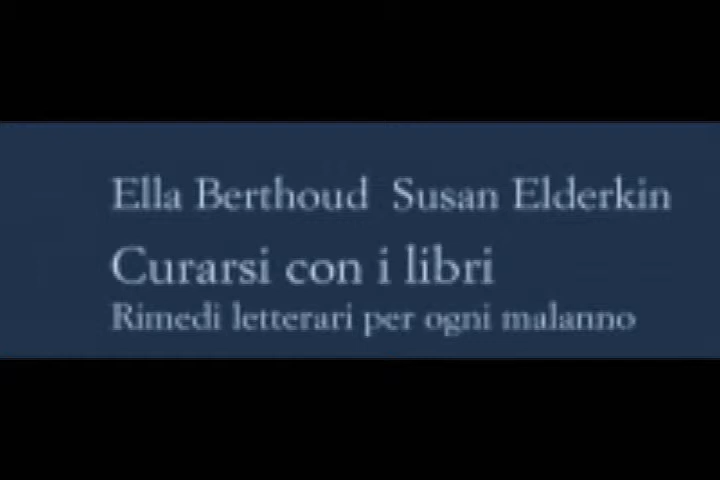 Ella Berthoud Susan Elderkin
Curarsi con i libri
Rimedi letterari per ogni malanno